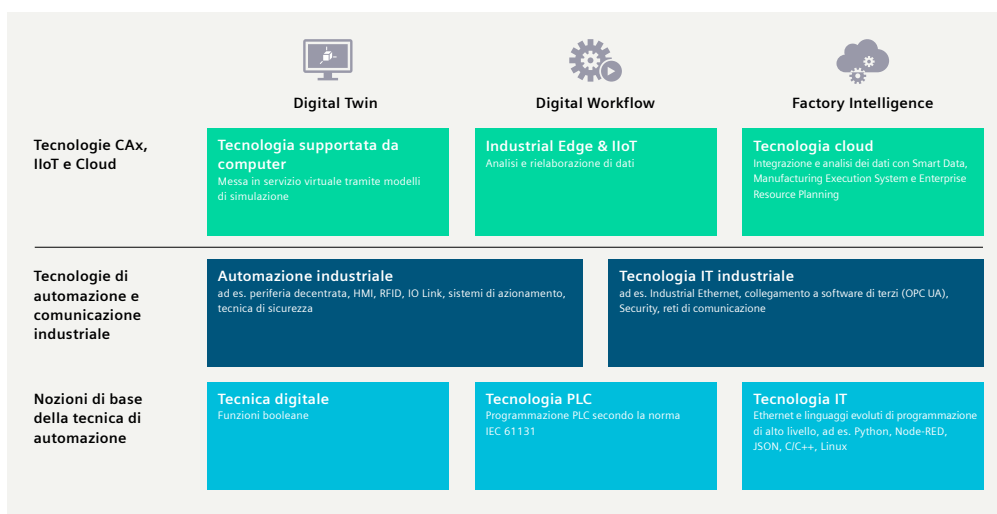 Digital Twin
Digital Workflow
Factory Intelligence
Tecnologie CAx,
IIoT e Cloud
Tecnologia supportata da
computer
Messa in servizio virtuale tramite modelli
di simulazione
Industrial Edge & IIoT
Analisi e rielaborazione di dati
Tecnologia cloud
Integrazione e analisi dei dati con Smart Data,
Manufacturing Execution System e Enterprise
Resource Planning
Tecnologie di
automazione e
comunicazione
industriale
Automazione industriale
ad es. periferia decentrata, HMI, RFID, IO Link, sistemi di azionamento,
tecnica di sicurezza
Tecnologia IT industriale
ad es. Industrial Ethernet, collegamento a software di terzi (OPC UA),
Security, reti di comunicazione
Nozioni di base
della tecnica di
automazione
Tecnica digitale
Funzioni booleane
Tecnologia PLC
Programmazione PLC secondo la norma
IEC 61131
Tecnologia IT
Ethernet e linguaggi evoluti di programmazione
di alto livello, ad es. Python, Node-RED,
JSON, C/C++, Linux